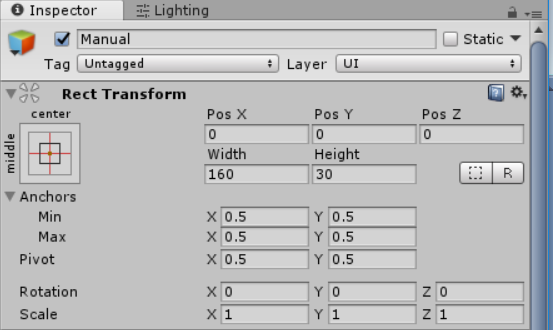 Inspector Lighting
Manual Static
Tag Untagged Layer UI
Rect Transform
center Pos X Pos Y Pos Z
middle 0 0 0
Width Height
160 30 R
Anchors
Min X 0.5 Y 0.5
Max X 0.5 Y 0.5
Pivot X 0.5 Y 0.5
Rotation X 0 Y 0 Z 0
Scale X 1 Y 1 Z 1